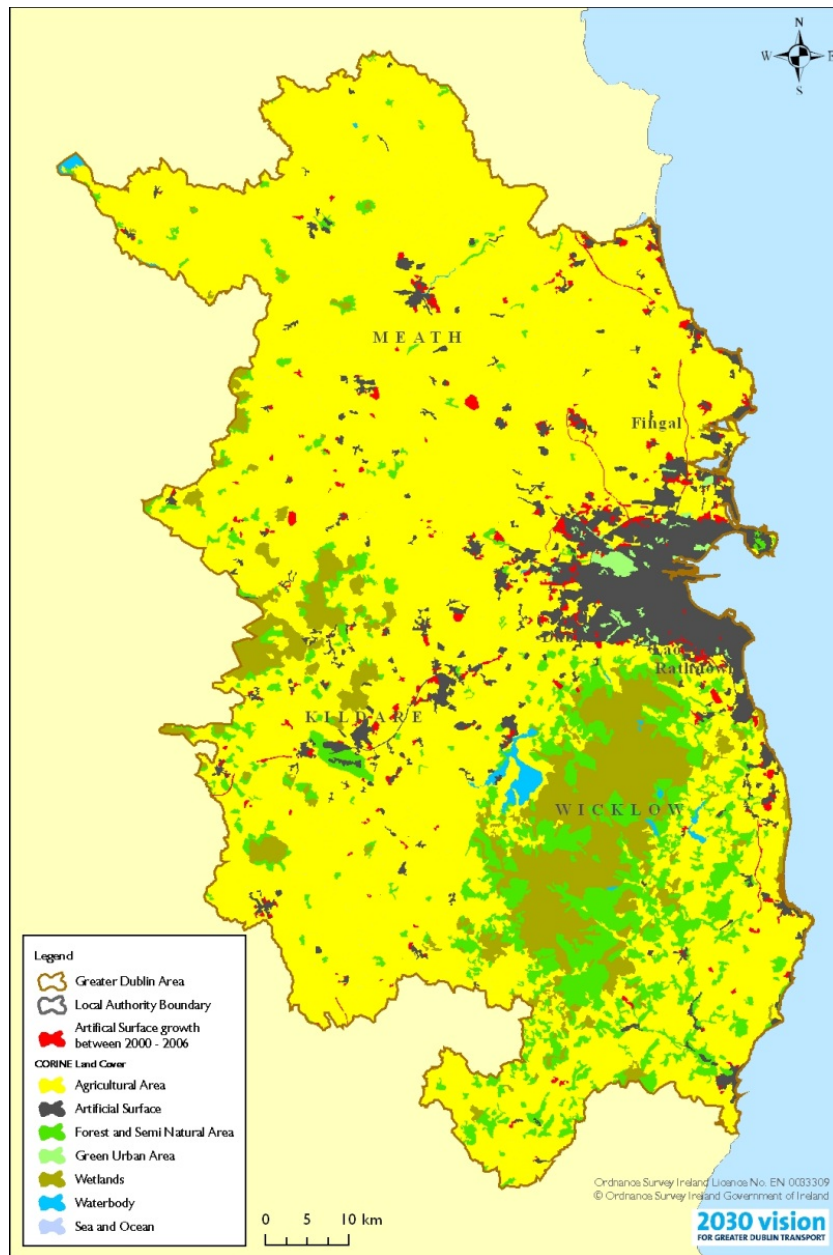 N
W E
S
MEATH
Fingal
Dubl
Lao
Rathdow
KILDARE
WICKLOW
Legend
Greater Dublin Area
Local Authority Boundary
Artifical Surface growth
between 2000 - 2006
CORINE Land Cover
Agricultural Area
Artificial Surface
Forest and Semi Natural Area
Green Urban Area
Wetlands
Waterbody
Sea and Ocean
0 5 10 km
Ordnance Survey Ireland Licence No. EN 0033309
© Ordnance Survey Ireland Government of Ireland
2030 vision
FOR GREATER DUBLIN TRANSPORT